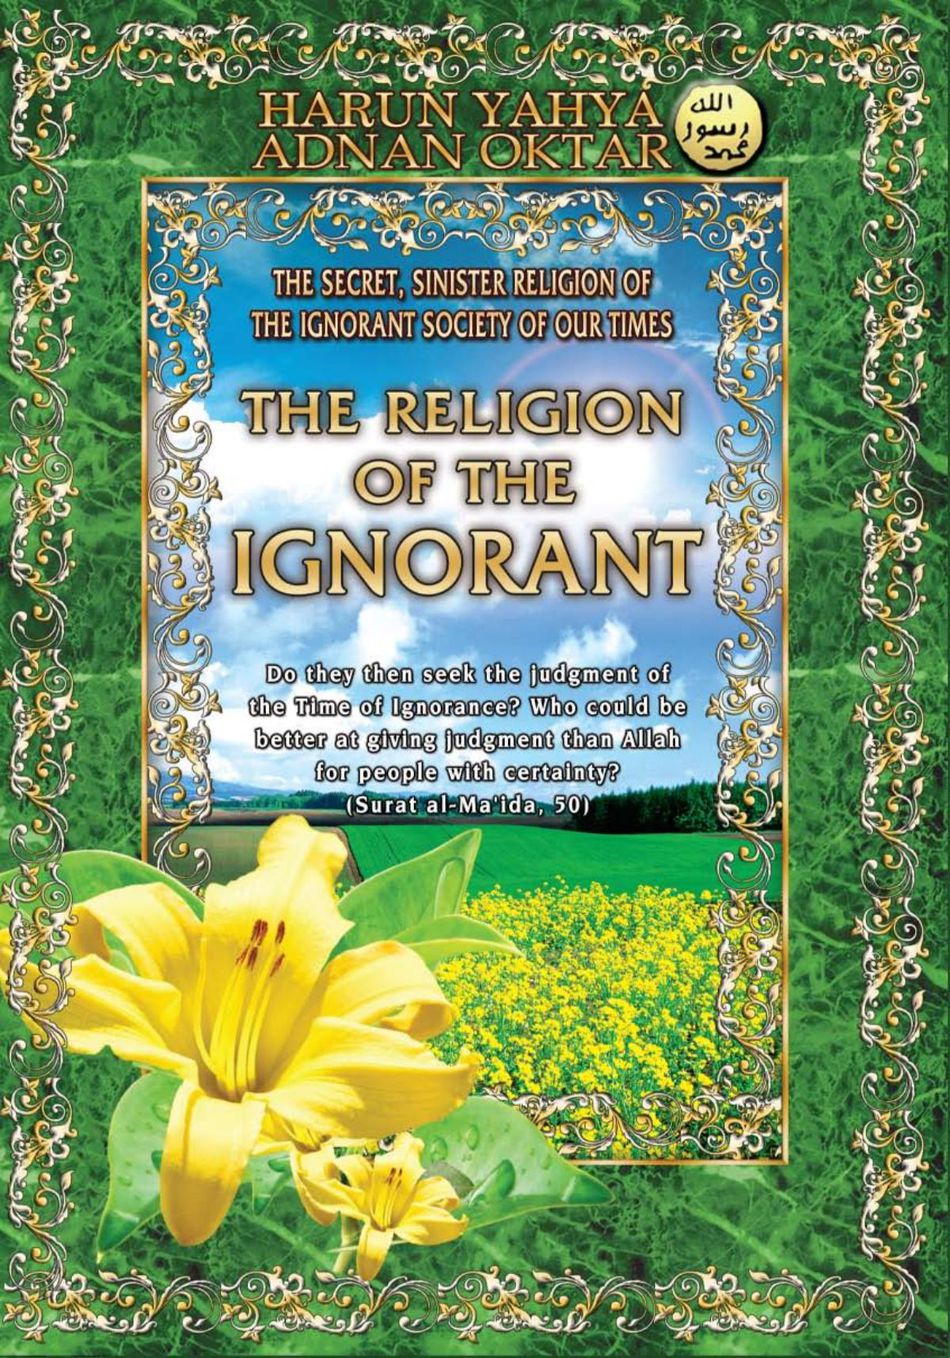 HARUN YAHYA
ADNAN OKTAR
الله
رسول
محمد
THE SECRET, SINISTER RELIGION OF
THE IGNORANT SOCIETY OF OUR TIMES
THE RELIGION
OF THE
IGNORANT
Do they then seek the judgment of
the Time of Ignorance? Who could be
better at giving judgment than Allah
for people with certainty?
(Surat al-Ma'ida, 50)